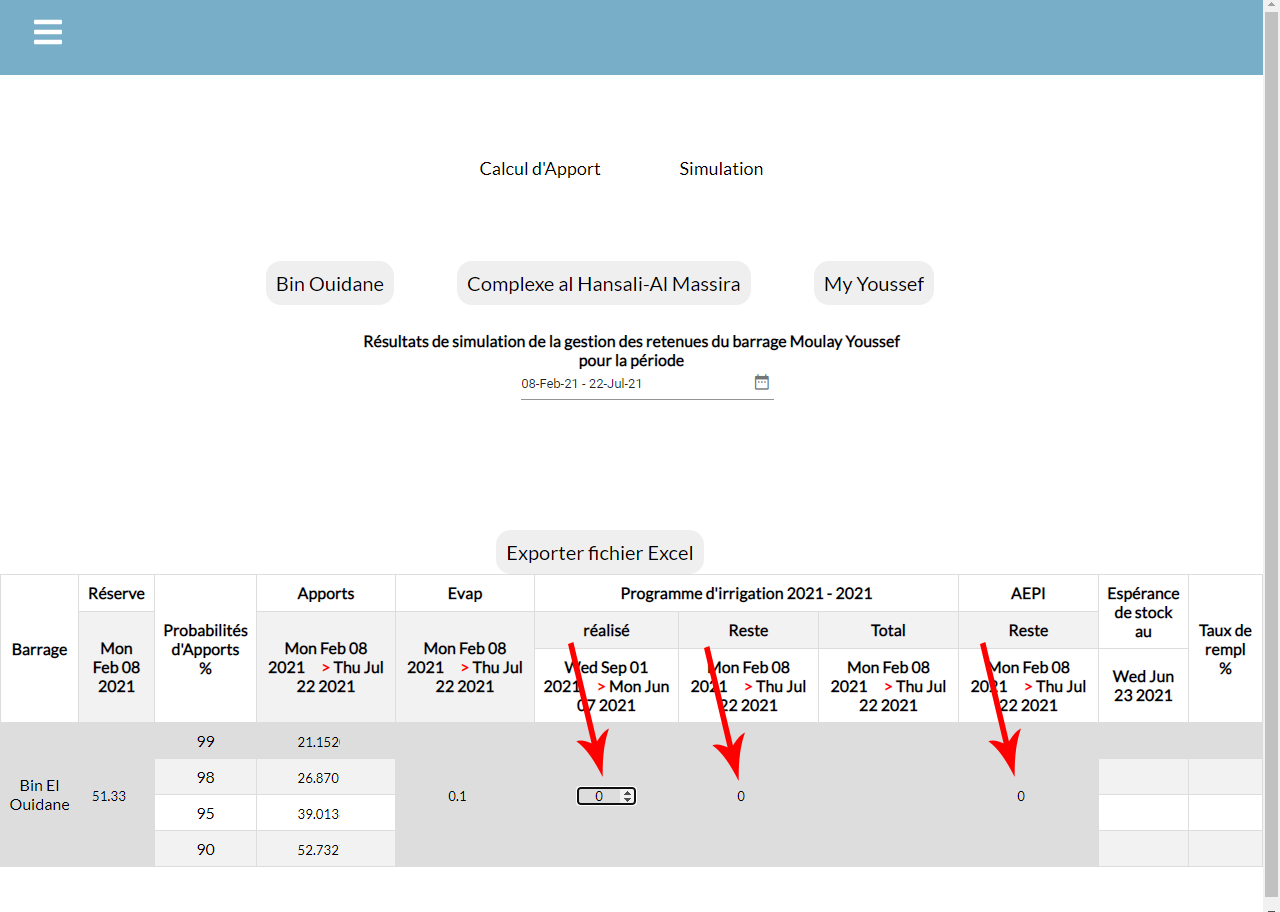 Calcul d'Apport Simulation
Bin Ouidane Complexe al Hansali-Al Massira My Youssef
Résultats de simulation de la gestion des retenues du barrage Moulay Youssef
pour la période
08-Feb-21 - 22-Jul-21
Exporter fichier Excel
Barrage
Réserve
Mon
Feb 08
2021
Probabilités
d'Apports
%
Apports
Mon Feb 08
2021 > Thu Jul
22 2021
Evap
Mon Feb 08
2021 > Thu Jul
22 2021
Programme d'irrigation 2021 - 2021
réalisé
Wed Sep 01
2021 > Mon Jun
07 2021
Reste
Mon Feb 08
2021 > Thu Jul
22 2021
Total
Mon Feb 08
2021 > Thu Jul
22 2021
AEPI
Reste
Mon Feb 08
2021 > Thu Jul
22 2021
Espérance
de stock
au
Wed Jun
23 2021
Taux de
rempl
%
Bin El
Ouidane
51.33
99 21.152
98 26.870
95 39.013
90 52.732
0.1
0
0
0